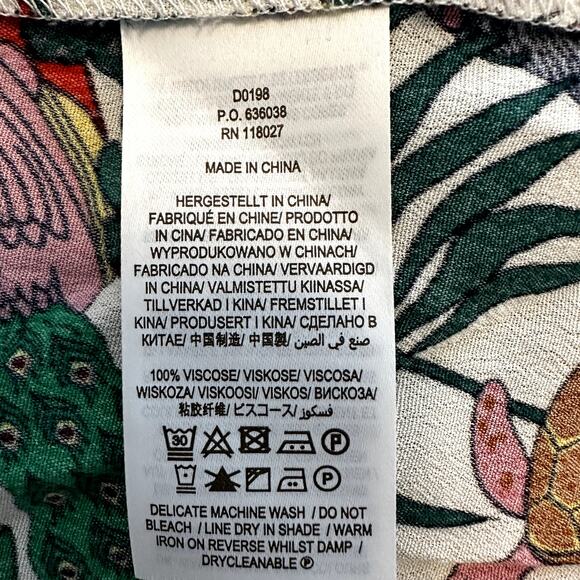 D0198
P.O. 636038
RN 118027
MADE IN CHINA
HERGESTELLT IN CHINA/
FABRIQUÉ EN CHINE/ PRODOTTO
IN CINA/ FABRICADO EN CHINA/
WYPRODUKOWANO W CHINACH/
FABRICADO NA CHINA/ VERVAARDIGD
IN CHINA/ VALMISTETTU KIINASSA/
TILLVERKAD I KINA/ FREMSTILLET I
KINA/ PRODUSERT I KINA/ СДЕЛАНО В
КИТАЕ/ 中国制造/ 中国製/ صنع في الصين/
100% VISCOSE/ VISKOSE/ VISCOSA/
WISKOZA/ VISKOOSI/ VISKOS/ ВИСКОЗА/
粘胶纤维/ ビスコース/ فسكوز/
30 P
P
DELICATE MACHINE WASH / DO NOT
BLEACH / LINE DRY IN SHADE / WARM
IRON ON REVERSE WHILST DAMP /
DRYCLEANABLE